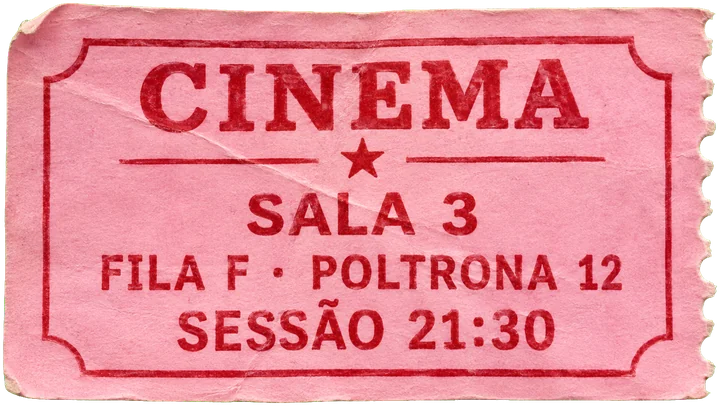 CINEMA
SALA 3
FILA F · POLTRONA 12
SESSÃO 21:30